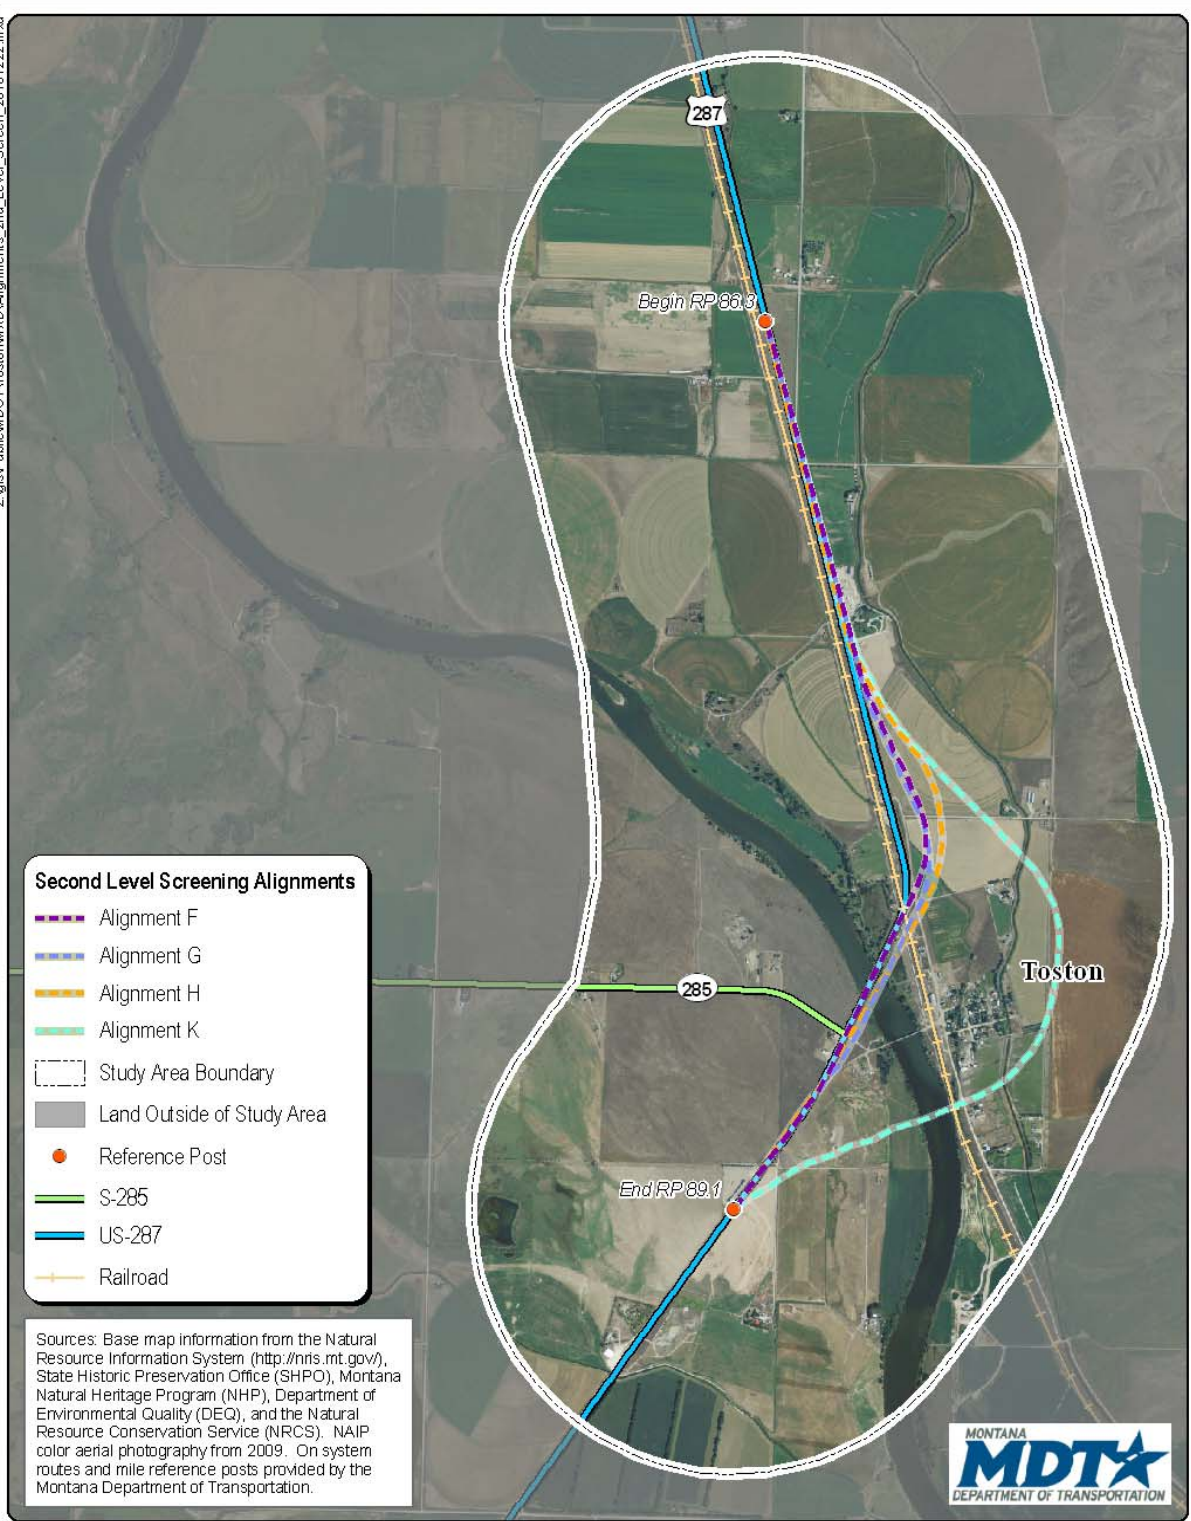 287
Begin RP 86.3
Toston
285
End RP 89.1
Second Level Screening Alignments
Alignment F
Alignment G
Alignment H
Alignment K
Study Area Boundary
Land Outside of Study Area
Reference Post
S-285
US-287
Railroad
Sources: Base map information from the Natural
Resource Information System (http://nris.mt.gov/),
State Historic Preservation Office (SHPO), Montana
Natural Heritage Program (NHP), Department of
Environmental Quality (DEQ), and the Natural
Resource Conservation Service (NRCS).  NAIP
color aerial photography from 2009.  On system
routes and mile reference posts provided by the
Montana Department of Transportation.
MONTANA
MDT
DEPARTMENT OF TRANSPORTATION